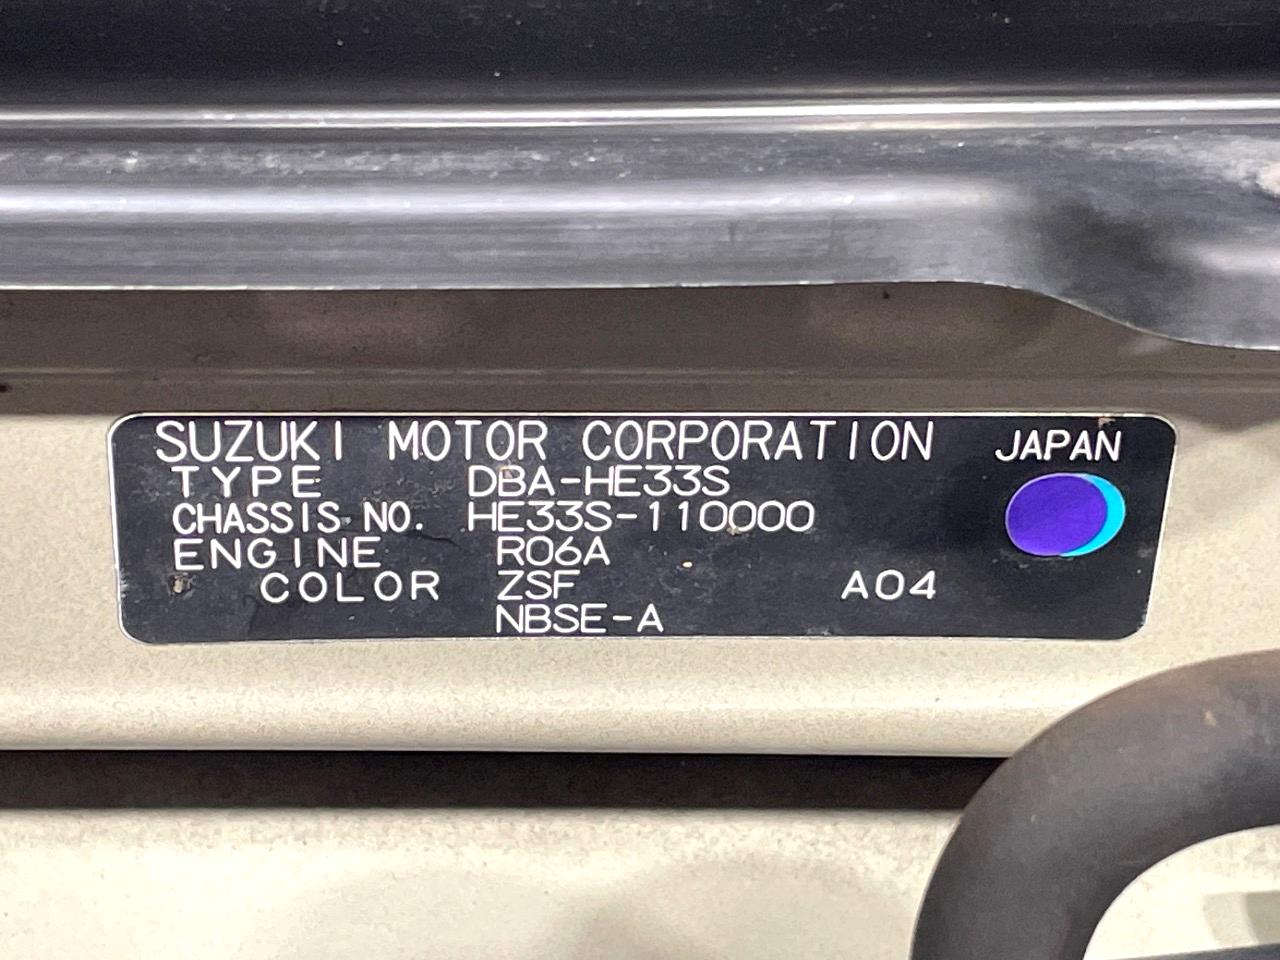 SUZUKI MOTOR CORPORATION JAPAN
TYPE DBA-HE33S
CHASSIS NO. HE33S-110000
ENGINE R06A
COLOR ZSF A04
NBSE-A